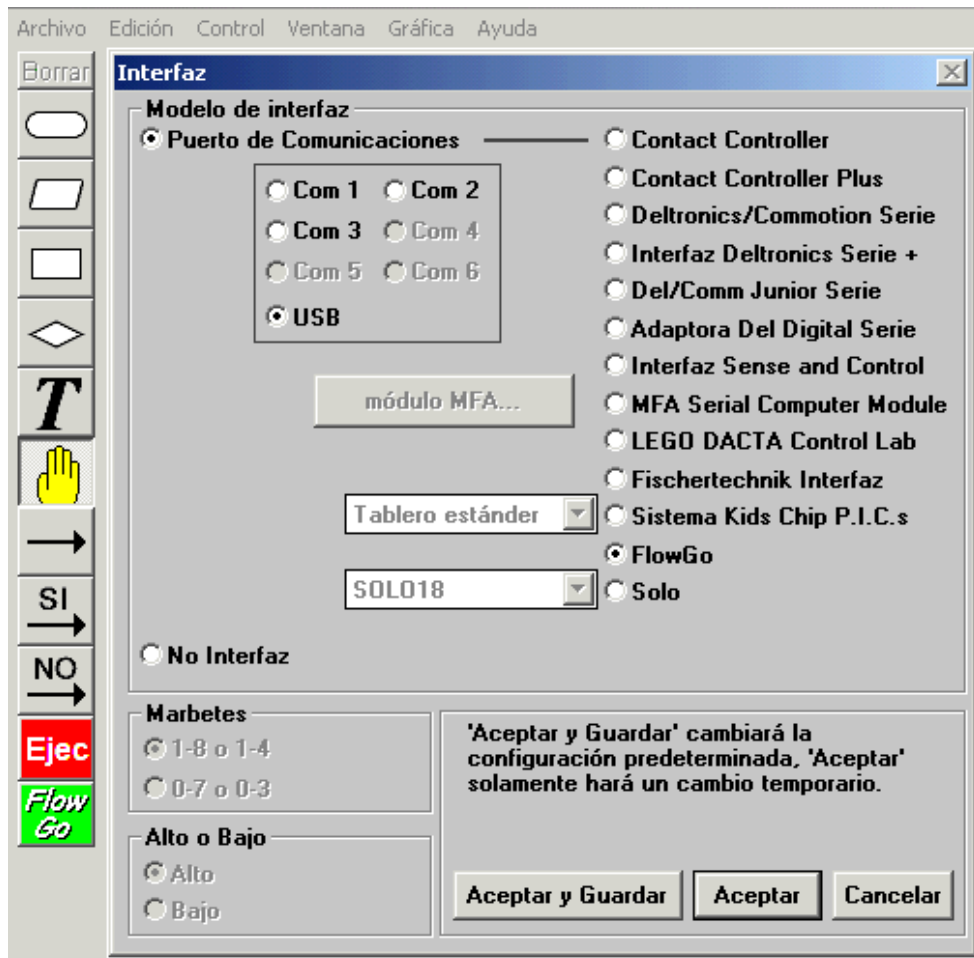 Archivo Edición Control Ventana Gráfica Ayuda
Borrar
T
SI
NO
Ejec
Flow
Go
Interfaz
Modelo de interfaz
Puerto de Comunicaciones
Com 1 Com 2
Com 3 Com 4
Com 5 Com 6
USB
módulo MFA...
Tablero estánder
SOLO18
No Interfaz
Contact Controller
Contact Controller Plus
Deltronics/Commotion Serie
Interfaz Deltronics Serie +
Del/Comm Junior Serie
Adaptora Del Digital Serie
Interfaz Sense and Control
MFA Serial Computer Module
LEGO DACTA Control Lab
Fischertechnik Interfaz
Sistema Kids Chip P.I.C.s
FlowGo
Solo
Marbetes
1-8 o 1-4
0-7 o 0-3
Alto o Bajo
Alto
Bajo
'Aceptar y Guardar' cambiará la
configuración predeterminada, 'Aceptar'
solamente hará un cambio temporario.
Aceptar y Guardar Aceptar Cancelar